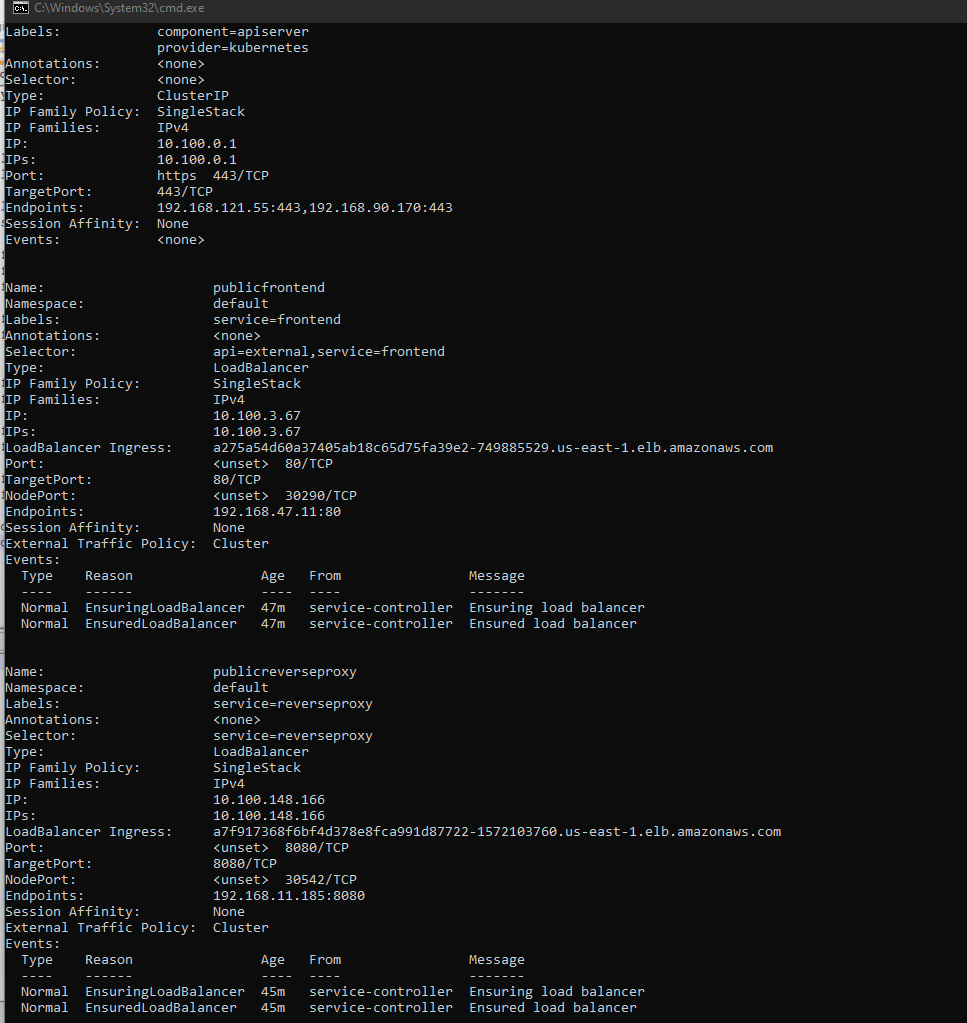 C:\Windows\System32\cmd.exe
Labels:            component=apiserver
                   provider=kubernetes
Annotations:       <none>
Selector:          <none>
Type:              ClusterIP
IP Family Policy:  SingleStack
IP Families:       IPv4
IP:                10.100.0.1
IPs:               10.100.0.1
Port:              https  443/TCP
TargetPort:        443/TCP
Endpoints:         192.168.121.55:443,192.168.90.170:443
Session Affinity:  None
Events:            <none>
Name:                     publicfrontend
Namespace:                default
Labels:                   service=frontend
Annotations:              <none>
Selector:                 api=external,service=frontend
Type:                     LoadBalancer
IP Family Policy:         SingleStack
IP Families:              IPv4
IP:                       10.100.3.67
IPs:                      10.100.3.67
LoadBalancer Ingress:     a275a54d60a37405ab18c65d75fa39e2-749885529.us-east-1.elb.amazonaws.com
Port:                     <unset>  80/TCP
TargetPort:               80/TCP
NodePort:                 <unset>  30290/TCP
Endpoints:                192.168.47.11:80
Session Affinity:         None
External Traffic Policy:  Cluster
Events:
  Type    Reason                Age   From                Message
  ----    ------                ----  ----                -------
  Normal  EnsuringLoadBalancer  47m   service-controller  Ensuring load balancer
  Normal  EnsuredLoadBalancer   47m   service-controller  Ensured load balancer
Name:                     publicreverseproxy
Namespace:                default
Labels:                   service=reverseproxy
Annotations:              <none>
Selector:                 service=reverseproxy
Type:                     LoadBalancer
IP Family Policy:         SingleStack
IP Families:              IPv4
IP:                       10.100.148.166
IPs:                      10.100.148.166
LoadBalancer Ingress:     a7f917368f6bf4d378e8fca991d87722-1572103760.us-east-1.elb.amazonaws.com
Port:                     <unset>  8080/TCP
TargetPort:               8080/TCP
NodePort:                 <unset>  30542/TCP
Endpoints:                192.168.11.185:8080
Session Affinity:         None
External Traffic Policy:  Cluster
Events:
  Type    Reason                Age   From                Message
  ----    ------                ----  ----                -------
  Normal  EnsuringLoadBalancer  45m   service-controller  Ensuring load balancer
  Normal  EnsuredLoadBalancer   45m   service-controller  Ensured load balancer